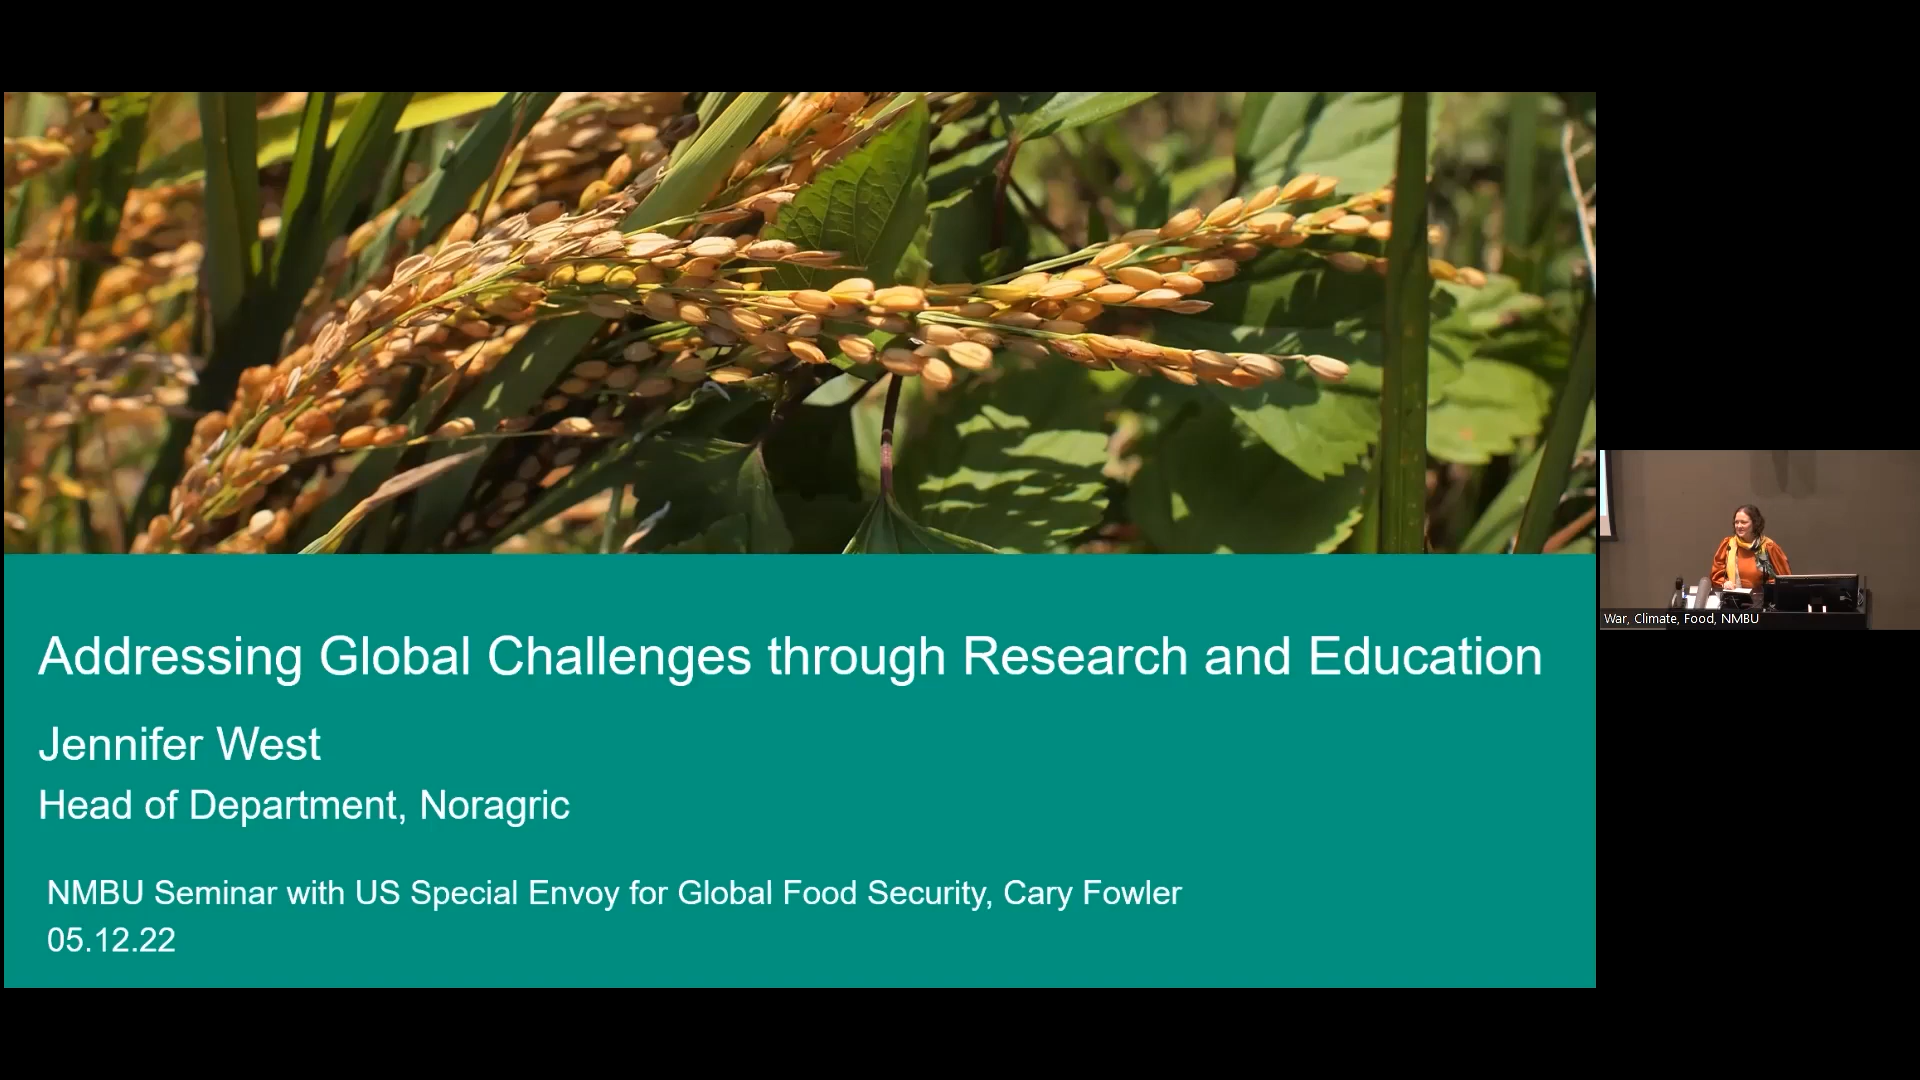 Addressing Global Challenges through Research and Education
Jennifer West
Head of Department, Noragric
NMBU Seminar with US Special Envoy for Global Food Security, Cary Fowler
05.12.22
War, Climate, Food, NMBU